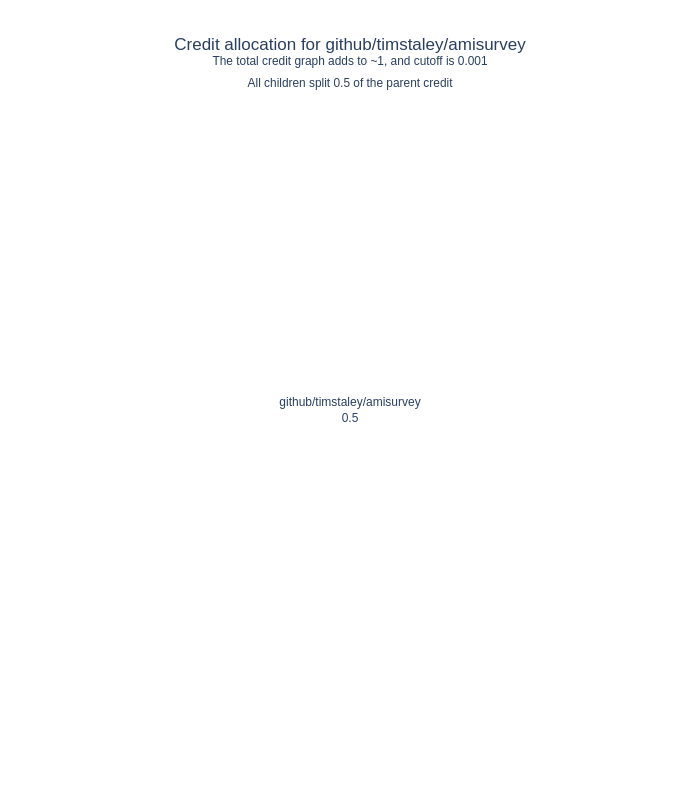 Credit allocation for github/timstaley/amisurvey
The total credit graph adds to ~1, and cutoff is 0.001
All children split 0.5 of the parent credit
github/timstaley/amisurvey
0.5